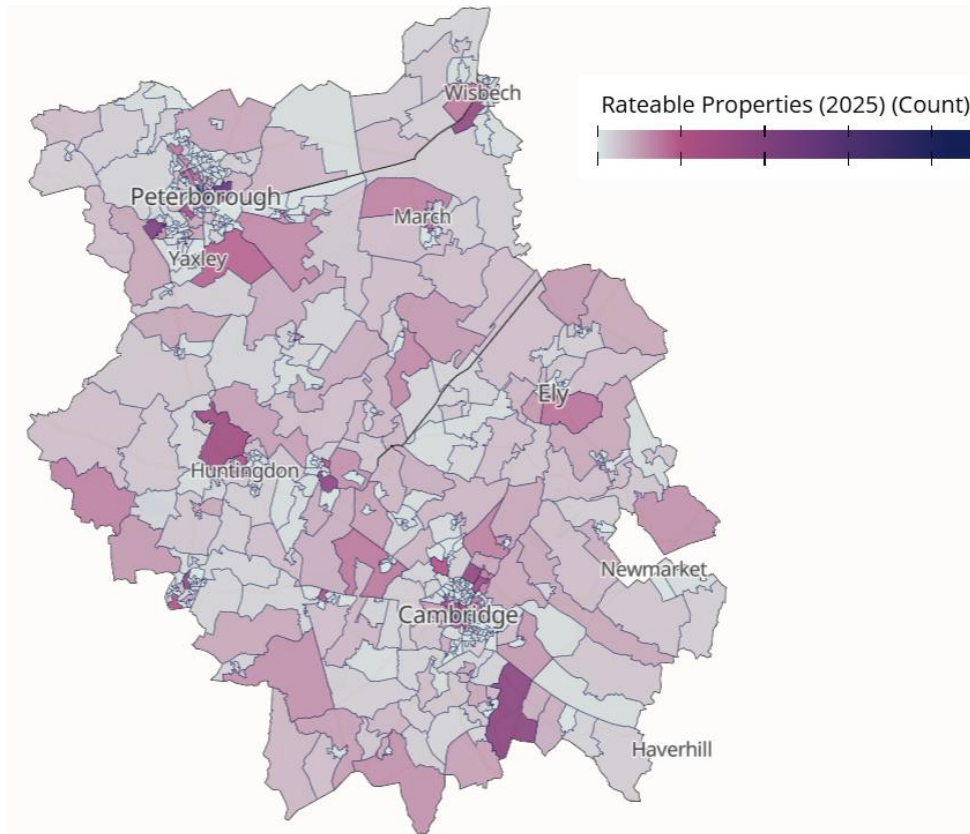 Wisbech
Rateable Properties (2025) (Count)
Peterborough
March
Yaxley
Ely
Huntingdon
Newmarket
Cambridge
Haverhill